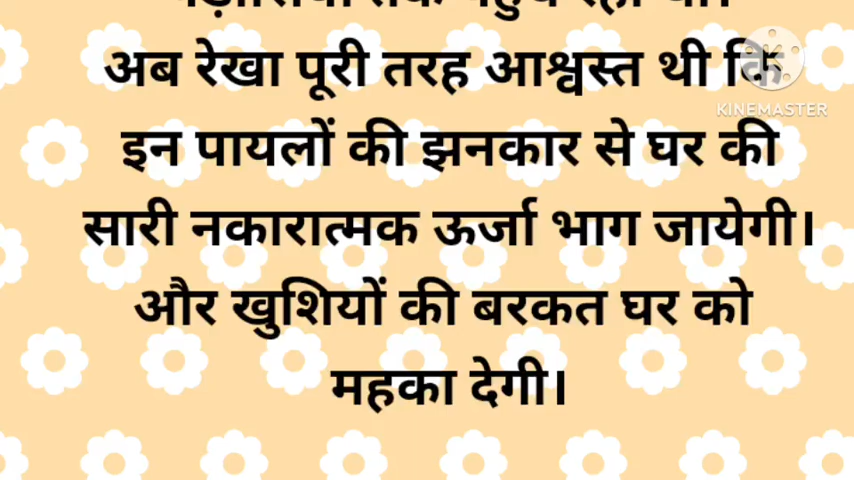 अब रेखा पूरी तरह आश्वस्त थी कि
KINEMASTER
इन पायलों की झनकार से घर की
सारी नकारात्मक ऊर्जा भाग जायेगी।
और खुशियों की बरकत घर को
महका देगी।